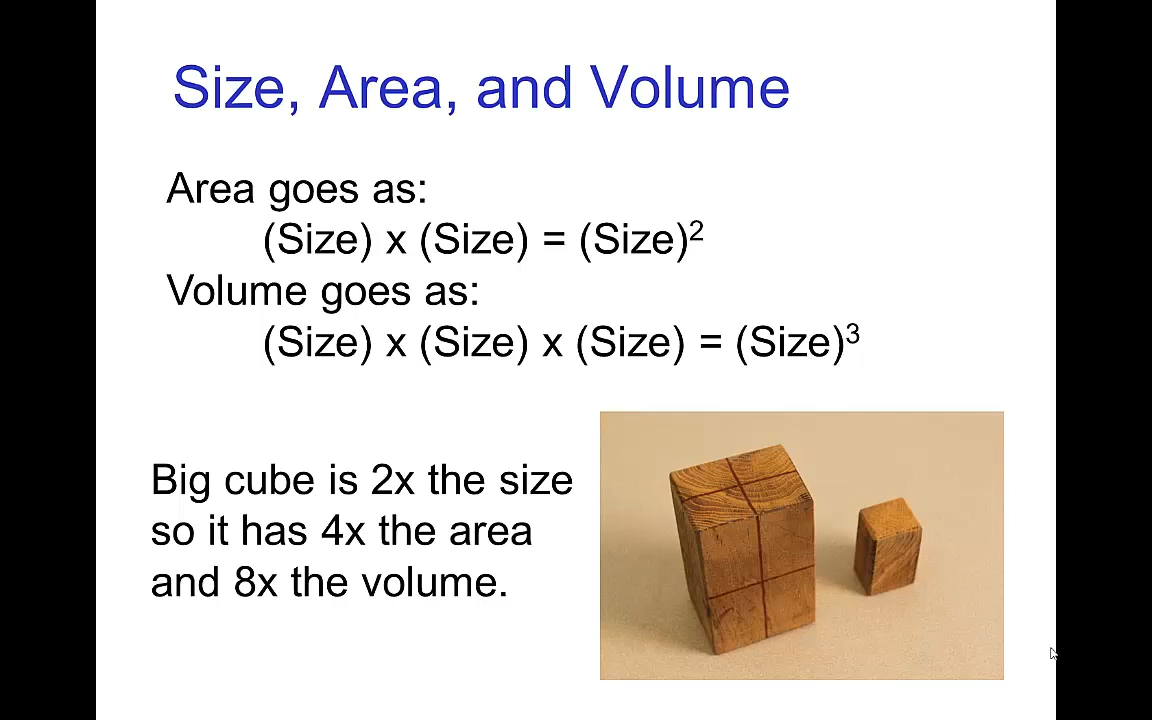 Size, Area, and Volume
Area goes as:
(Size) x (Size) = (Size)²
Volume goes as:
(Size) x (Size) x (Size) = (Size)³
Big cube is 2x the size
so it has 4x the area
and 8x the volume.